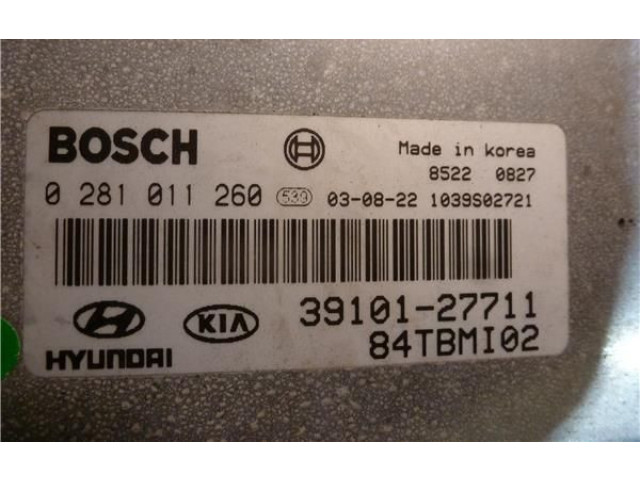 BOSCH
Made in Korea
8522 0827
0 281 011 260 539 03-08-22 1039S02721
39101-27711
HYUNDAI KIA
84TBMI02